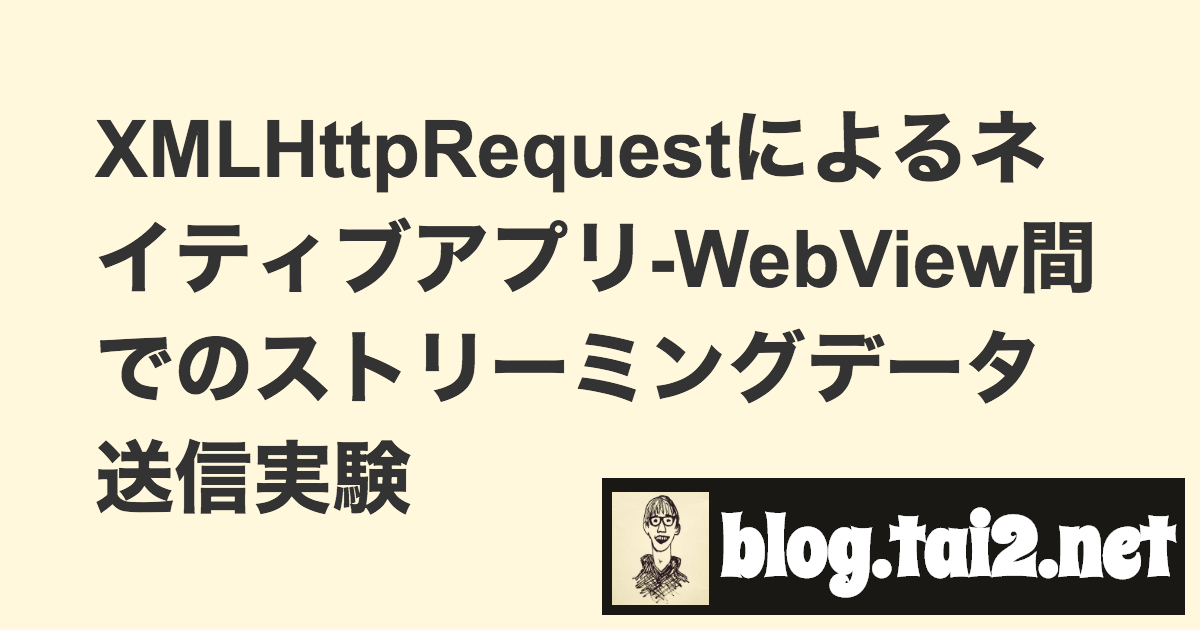 XMLHttpRequestによるネ
イティブアプリ-WebView間
でのストリーミングデータ
送信実験
blog.tai2.net